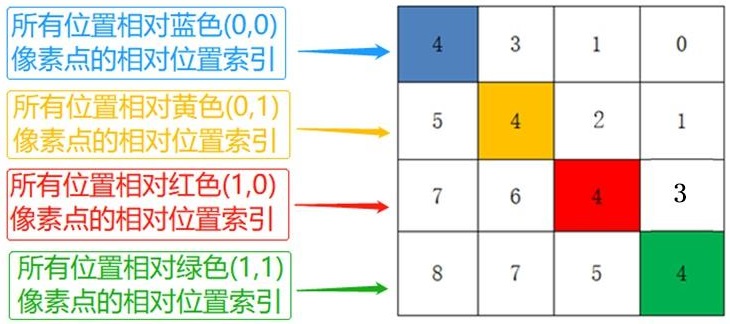 所有位置相对蓝色(0,0)
像素点的相对位置索引
4 3 1 0
所有位置相对黄色(0,1)
像素点的相对位置索引
5 4 2 1
所有位置相对红色(1,0)
像素点的相对位置索引
7 6 4 3
所有位置相对绿色(1,1)
像素点的相对位置索引
8 7 5 4